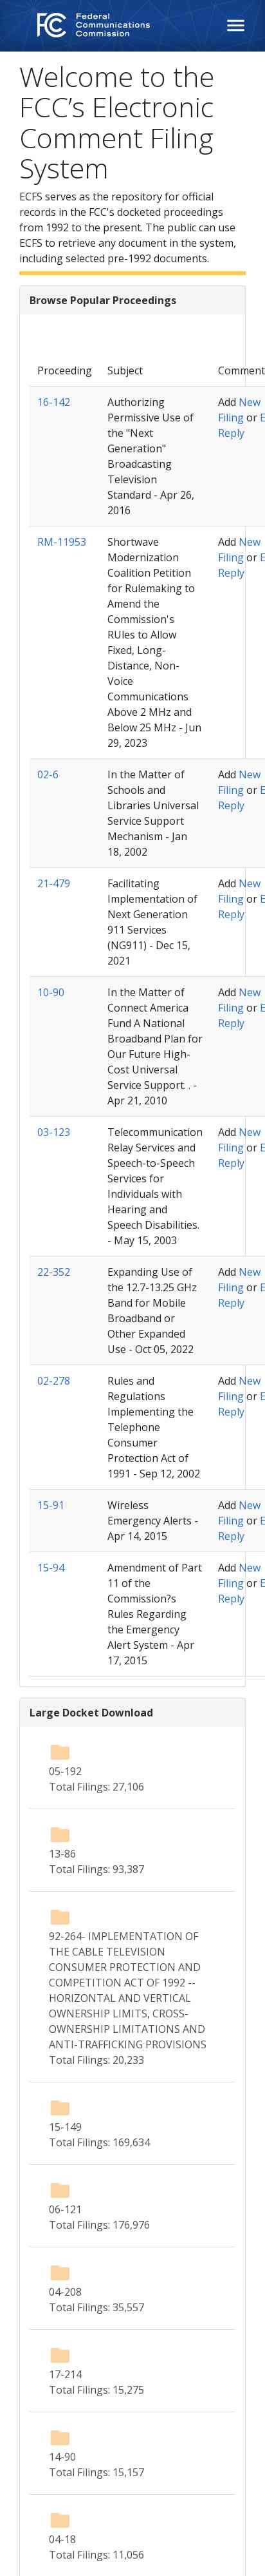 Federal
Communications
Commission
Welcome to the
FCC's Electronic
Comment Filing
System
ECFS serves as the repository for official
records in the FCC's docketed proceedings
from 1992 to the present. The public can use
ECFS to retrieve any document in the system,
including selected pre-1992 documents.
Browse Popular Proceedings
Proceeding Subject Comment
16-142 Authorizing Add New
Permissive Use of Filing or E
the "Next Reply
Generation"
Broadcasting
Television
Standard - Apr 26,
2016
RM-11953 Shortwave Add New
Modernization Filing or E
Coalition Petition Reply
for Rulemaking to
Amend the
Commission's
RUles to Allow
Fixed, Long-
Distance, Non-
Voice
Communications
Above 2 MHz and
Below 25 MHz - Jun
29, 2023
02-6 In the Matter of Add New
Schools and Filing or E
Libraries Universal Reply
Service Support
Mechanism - Jan
18, 2002
21-479 Facilitating Add New
Implementation of Filing or E
Next Generation Reply
911 Services
(NG911) - Dec 15,
2021
10-90 In the Matter of Add New
Connect America Filing or E
Fund A National Reply
Broadband Plan for
Our Future High-
Cost Universal
Service Support. . -
Apr 21, 2010
03-123 Telecommunication Add New
Relay Services and Filing or E
Speech-to-Speech Reply
Services for
Individuals with
Hearing and
Speech Disabilities.
- May 15, 2003
22-352 Expanding Use of Add New
the 12.7-13.25 GHz Filing or E
Band for Mobile Reply
Broadband or
Other Expanded
Use - Oct 05, 2022
02-278 Rules and Add New
Regulations Filing or E
Implementing the Reply
Telephone
Consumer
Protection Act of
1991 - Sep 12, 2002
15-91 Wireless Add New
Emergency Alerts - Filing or E
Apr 14, 2015 Reply
15-94 Amendment of Part Add New
11 of the Filing or E
Commission?s Reply
Rules Regarding
the Emergency
Alert System - Apr
17, 2015
Large Docket Download
05-192
Total Filings: 27,106
13-86
Total Filings: 93,387
92-264- IMPLEMENTATION OF
THE CABLE TELEVISION
CONSUMER PROTECTION AND
COMPETITION ACT OF 1992 --
HORIZONTAL AND VERTICAL
OWNERSHIP LIMITS, CROSS-
OWNERSHIP LIMITATIONS AND
ANTI-TRAFFICKING PROVISIONS
Total Filings: 20,233
15-149
Total Filings: 169,634
06-121
Total Filings: 176,976
04-208
Total Filings: 35,557
17-214
Total Filings: 15,275
14-90
Total Filings: 15,157
04-18
Total Filings: 11,056